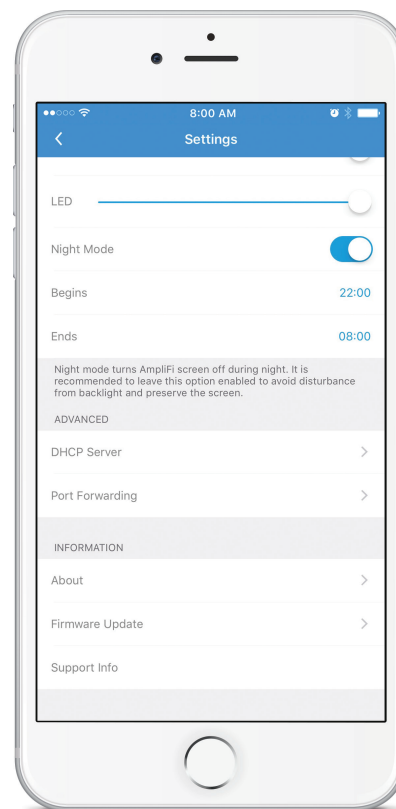 8:00 AM
Settings
LED
Night Mode
Begins 22:00
Ends 08:00
Night mode turns AmpliFi screen off during night. It is
recommended to leave this option enabled to avoid disturbance
from backlight and preserve the screen.
ADVANCED
DHCP Server
Port Forwarding
INFORMATION
About
Firmware Update
Support Info